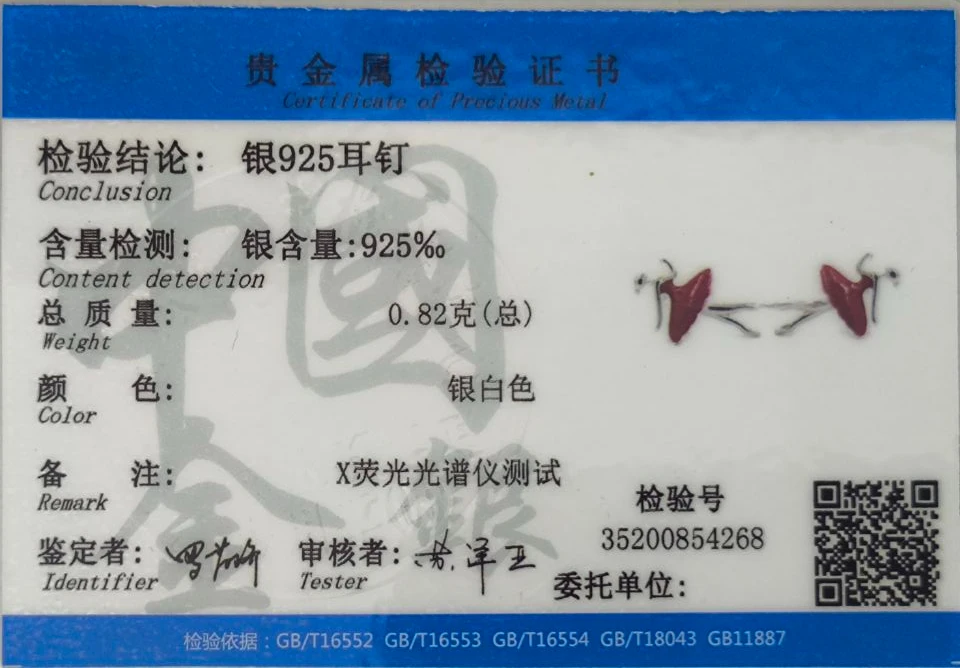 贵金属检验证书
Certificate of Precious Metal
检验结论: 银925耳钉
Conclusion
含量检测: 银含量:925‰
Content detection
总质量: 0.82克(总)
Weight
颜色: 银白色
Color
备注: X荧光光谱仪测试
Remark
检验号
35200854268
鉴定者:
Identifier
审核者:
Tester
委托单位:
检验依据:GB/T16552 GB/T16553 GB/T16554 GB/T18043 GB11887
中國
金銀